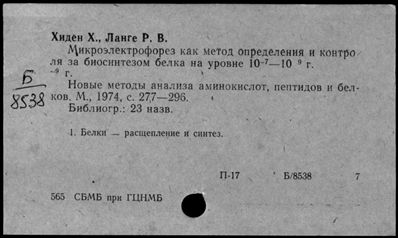 Хиден Х., Ланге Р. В.
Микроэлектрофорез как метод определения и контро
ля за биосинтезом белка на уровне 10⁻⁷—10 ⁹ г.
⁻⁹ г.
Новые методы анализа аминокислот, пептидов и бел-
ков. М., 1974, с. 277—296.
Библиогр.: 23 назв.
Б
8538
1. Белки — расщепление и синтез.
П-17 Б/8538 7
565 СБМБ при ГЦНМБ